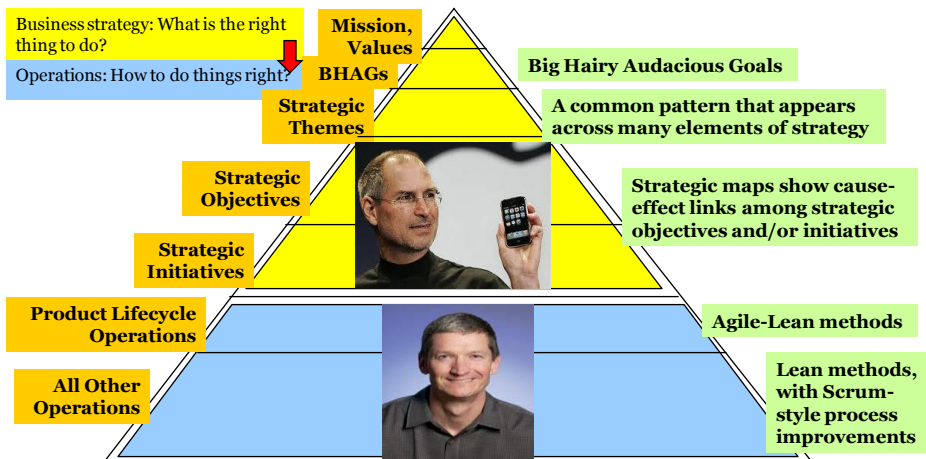 Business strategy: What is the right
thing to do?
Operations: How to do things right?
Mission,
Values
BHAGs
Big Hairy Audacious Goals
Strategic
Themes
A common pattern that appears
across many elements of strategy
Strategic
Objectives
Strategic maps show cause-
effect links among strategic
objectives and/or initiatives
Strategic
Initiatives
Product Lifecycle
Operations
Agile-Lean methods
All Other
Operations
Lean methods,
with Scrum-
style process
improvements